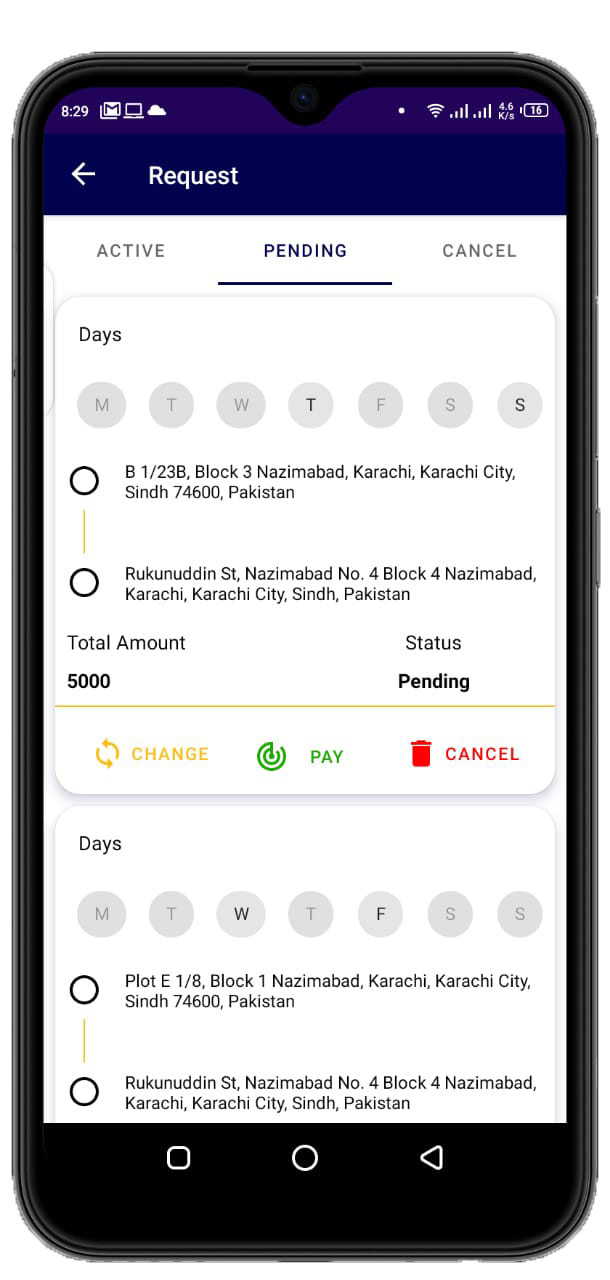 8:29 4.6 K/s 16
Request
ACTIVE PENDING CANCEL
Days
M T W T F S S
B 1/23B, Block 3 Nazimabad, Karachi, Karachi City,
Sindh 74600, Pakistan
Rukunuddin St, Nazimabad No. 4 Block 4 Nazimabad,
Karachi, Karachi City, Sindh, Pakistan
Total Amount Status
5000 Pending
CHANGE PAY CANCEL
Days
M T W T F S S
Plot E 1/8, Block 1 Nazimabad, Karachi, Karachi City,
Sindh 74600, Pakistan
Rukunuddin St, Nazimabad No. 4 Block 4 Nazimabad,
Karachi, Karachi City, Sindh, Pakistan